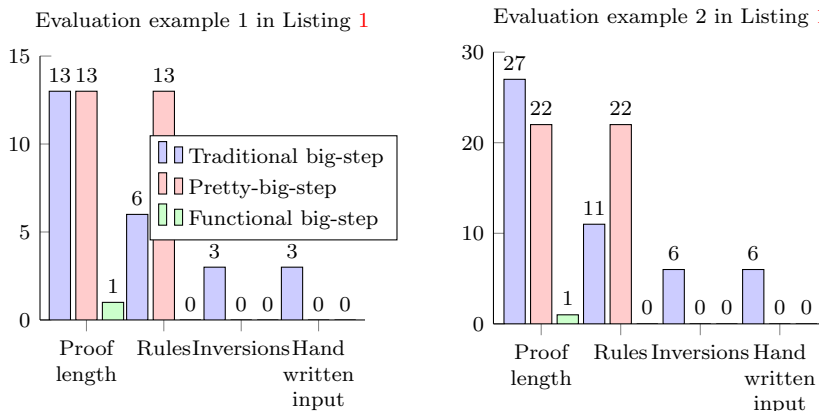 Evaluation example 1 in Listing 1
15
10
5
0
13 13
1
6
13
0
3
0 0
3
0 0
Traditional big-step
Pretty-big-step
Functional big-step
Proof length
Rules
Inversions
Hand written input
Evaluation example 2 in Listing 1
30
20
10
0
27
22
1
11
22
0
6
0 0
6
0 0
Proof length
Rules
Inversions
Hand written input